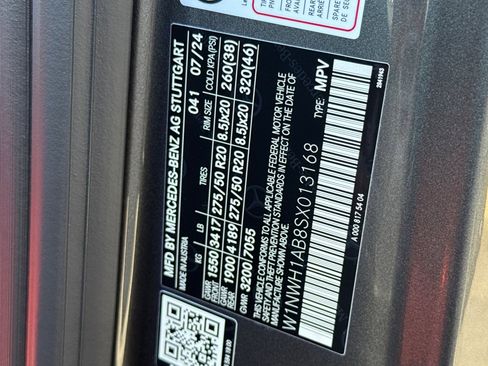 MFD BY MERCEDES-BENZ AG STUTTGART
MADE IN AUSTRIA 041 07/24
KG LB TIRES RIM SIZE COLD KPA(PSI)
GAWR FRONT 1550 3417 275/50 R20 8.5Jx20 260(38)
GAWR REAR 1900 4189 275/50 R20 8.5Jx20 320(46)
GVWR 3200 7055
THIS VEHICLE CONFORMS TO ALL APPLICABLE FEDERAL MOTOR VEHICLE
SAFETY, BUMPER, AND THEFT PREVENTION STANDARDS IN EFFECT ON THE DATE OF
MANUFACTURE SHOWN ABOVE.
W1NWH1AB8SX013168 TYPE: MPV
A 000 817 54 04